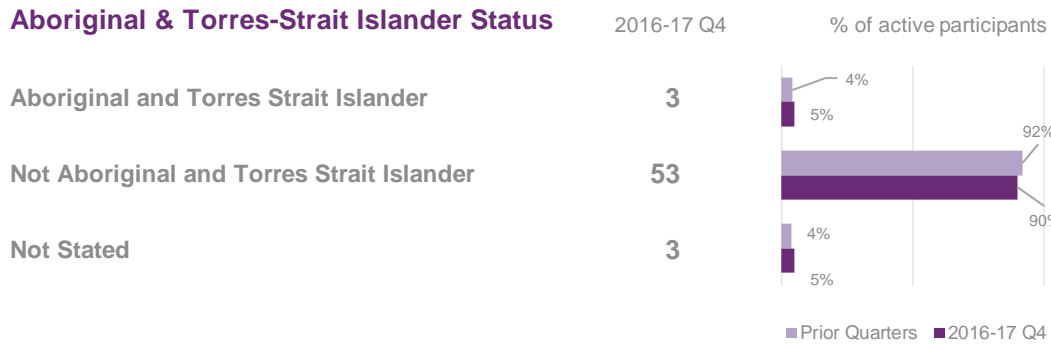 Aboriginal & Torres-Strait Islander Status 2016-17 Q4 % of active participants
Aboriginal and Torres Strait Islander 3 4%
5%
92%
Not Aboriginal and Torres Strait Islander 53
90%
Not Stated 3 4%
5%
Prior Quarters 2016-17 Q4